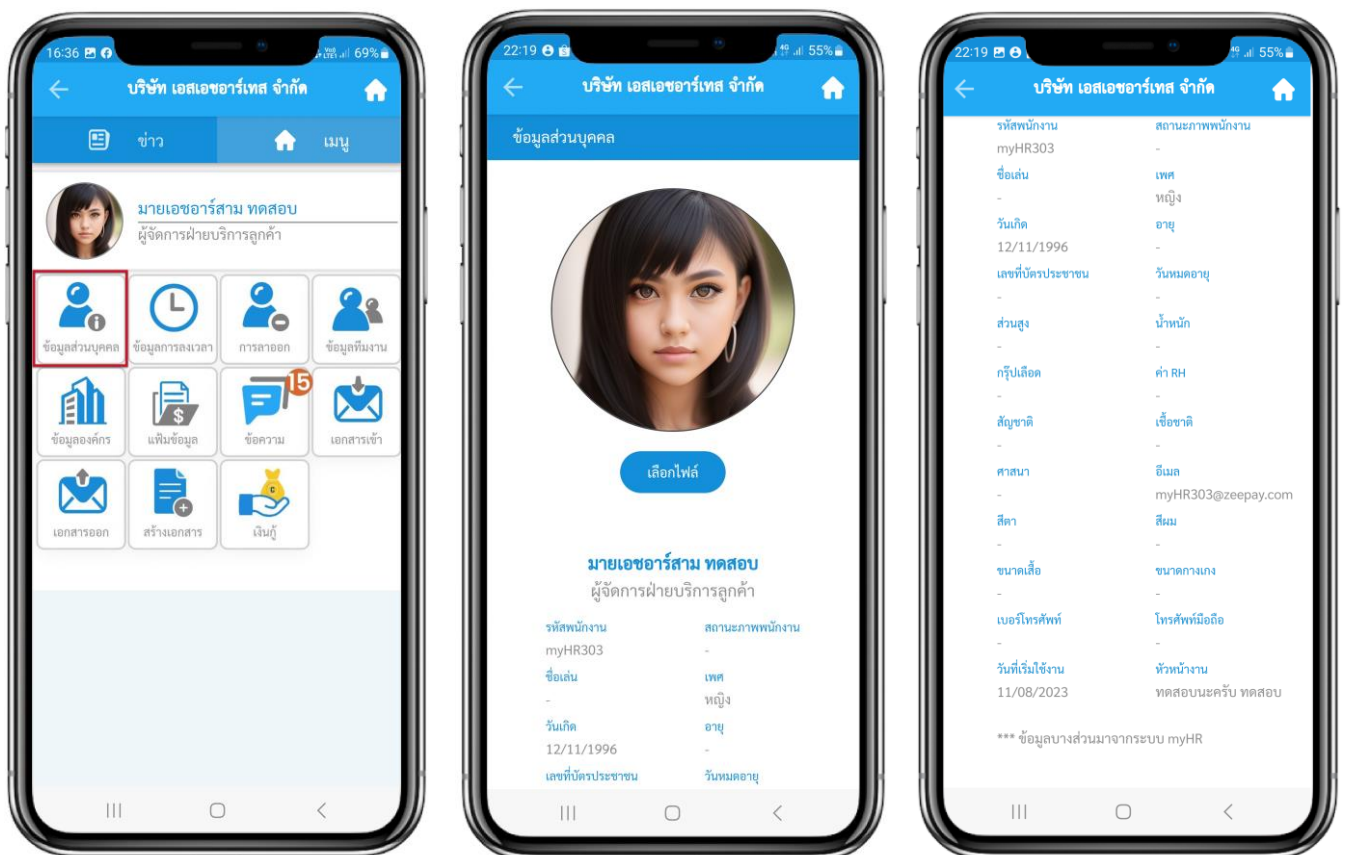 16:36 69%
บริษัท เอสเอชอาร์เทส จำกัด
ข่าว เมนู
มายเอชอาร์สาม ทดสอบ
ผู้จัดการฝ่ายบริการลูกค้า
ข้อมูลส่วนบุคคล ข้อมูลการลงเวลา การลาออก ข้อมูลทีมงาน
15
ข้อมูลองค์กร แฟ้มข้อมูล ข้อความ เอกสารเข้า
เอกสารออก สร้างเอกสาร เงินกู้
22:19 55%
บริษัท เอสเอชอาร์เทส จำกัด
ข้อมูลส่วนบุคคล
เลือกไฟล์
มายเอชอาร์สาม ทดสอบ
ผู้จัดการฝ่ายบริการลูกค้า
รหัสพนักงาน สถานะภาพพนักงาน
myHR303 -
ชื่อเล่น เพศ
- หญิง
วันเกิด อายุ
12/11/1996 -
เลขที่บัตรประชาชน วันหมดอายุ
22:19 55%
บริษัท เอสเอชอาร์เทส จำกัด
รหัสพนักงาน สถานะภาพพนักงาน
myHR303 -
ชื่อเล่น เพศ
- หญิง
วันเกิด อายุ
12/11/1996 -
เลขที่บัตรประชาชน วันหมดอายุ
- -
ส่วนสูง น้ำหนัก
- -
กรุ๊ปเลือด ค่า RH
- -
สัญชาติ เชื้อชาติ
- -
ศาสนา อีเมล
- myHR303@zeepay.com
สีตา สีผม
- -
ขนาดเสื้อ ขนาดกางเกง
- -
เบอร์โทรศัพท์ โทรศัพท์มือถือ
- -
วันที่เริ่มใช้งาน หัวหน้างาน
11/08/2023 ทดสอบนะครับ ทดสอบ
*** ข้อมูลบางส่วนมาจากระบบ myHR